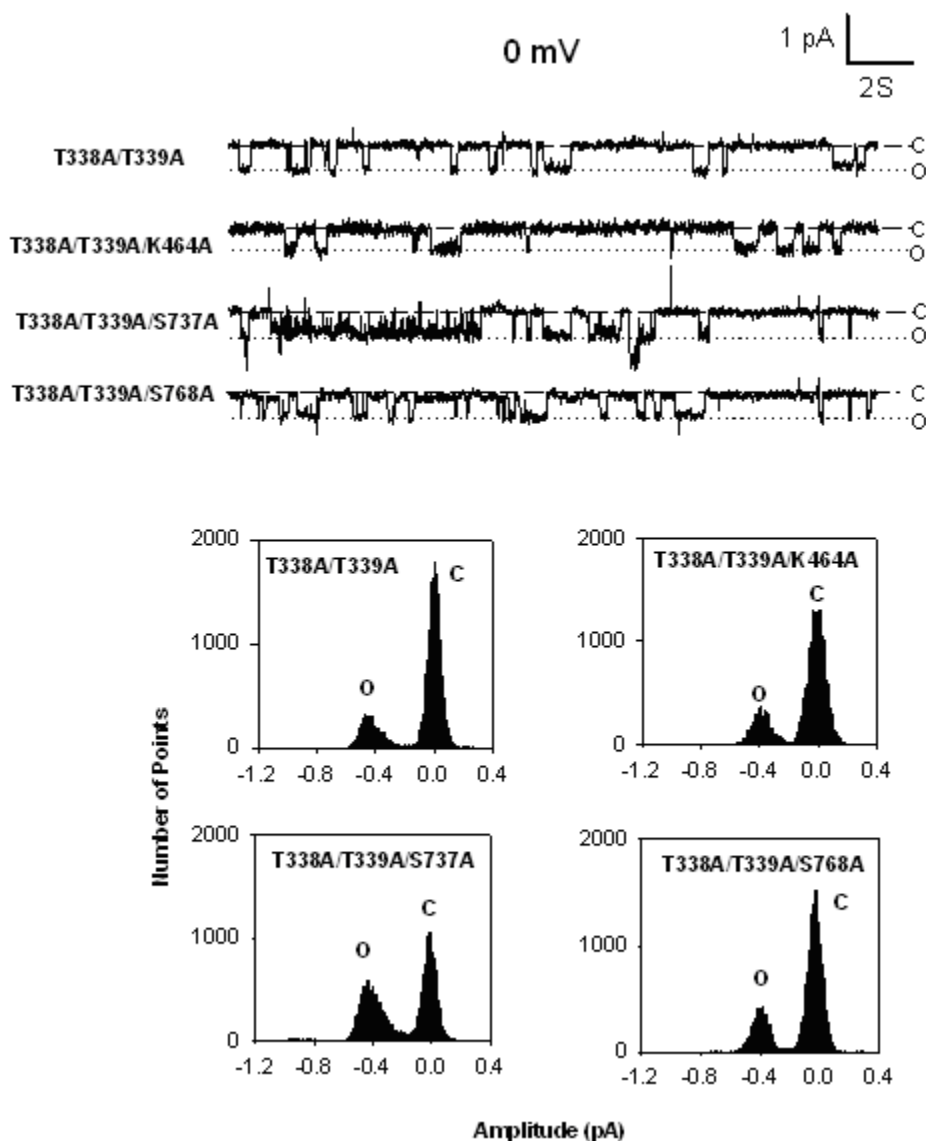 0 mV
1 pA
2S
T338A/T339A
C
O
T338A/T339A/K464A
C
O
T338A/T339A/S737A
C
O
T338A/T339A/S768A
C
O
Number of Points
2000
1000
0
T338A/T339A
O
C
-1.2 -0.8 -0.4 0.0 0.4
2000
1000
0
T338A/T339A/K464A
O
C
-1.2 -0.8 -0.4 0.0 0.4
2000
1000
0
T338A/T339A/S737A
O
C
-1.2 -0.8 -0.4 0.0 0.4
2000
1000
0
T338A/T339A/S768A
O
C
-1.2 -0.8 -0.4 0.0 0.4
Amplitude (pA)